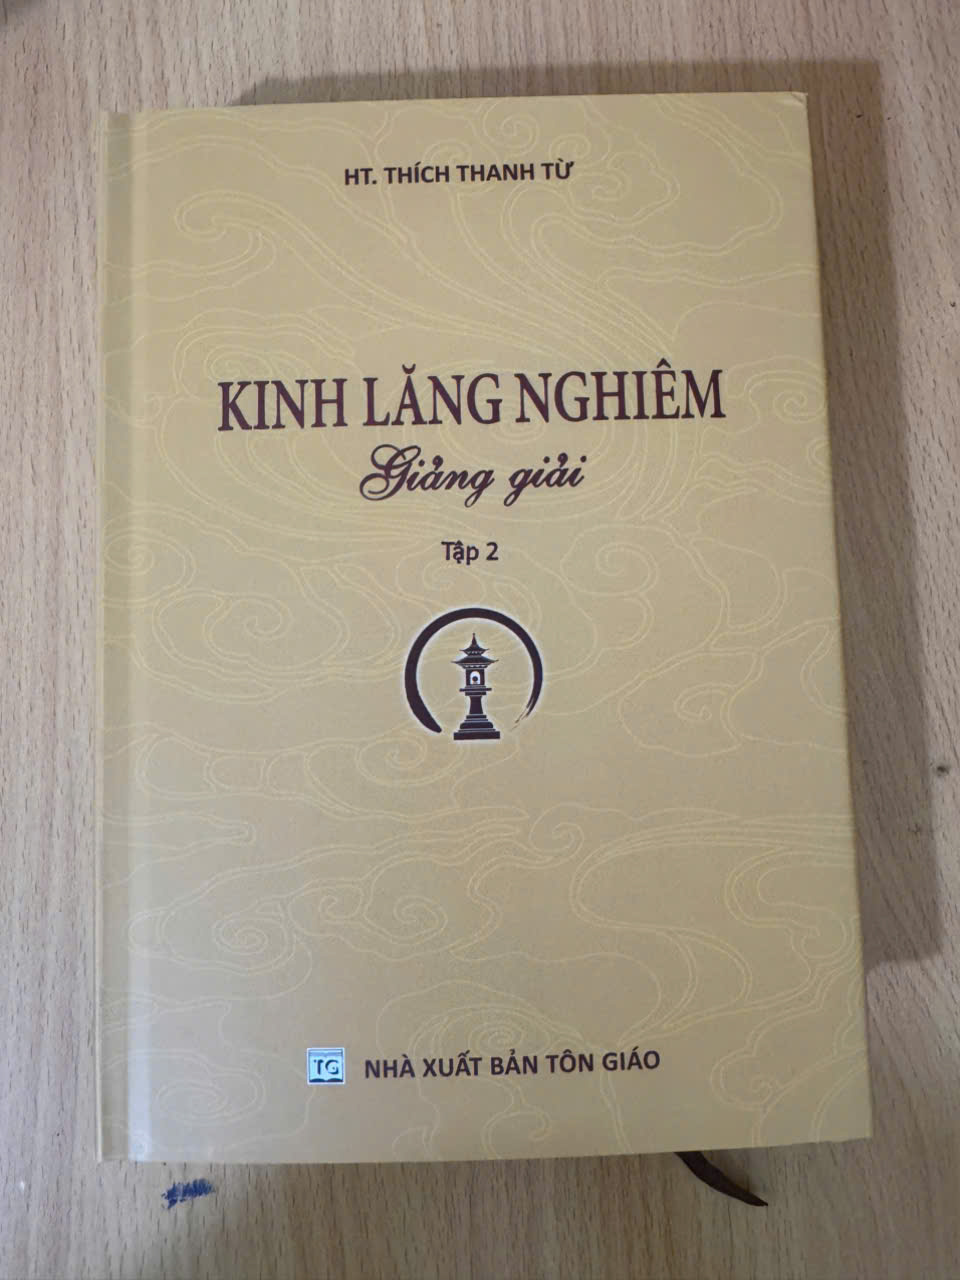 HT. THÍCH THANH TỪ
KINH LĂNG NGHIÊM
Giảng giải
Tập 2
TG
NHÀ XUẤT BẢN TÔN GIÁO